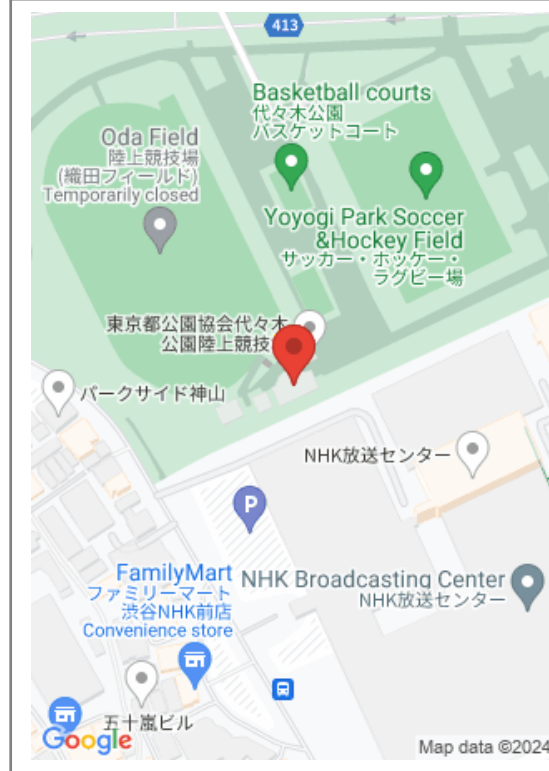 413
Basketball courts
代々木公園
バスケットコート
Oda Field
陸上競技場
(織田フィールド)
Temporarily closed
Yoyogi Park Soccer
&Hockey Field
サッカー・ホッケー・
ラグビー場
東京都公園協会代々木
公園陸上競技
パークサイド神山
NHK放送センター
P
FamilyMart
ファミリーマート
渋谷NHK前店
Convenience store
NHK Broadcasting Center
NHK放送センター
五十嵐ビル
Google
Map data ©2024